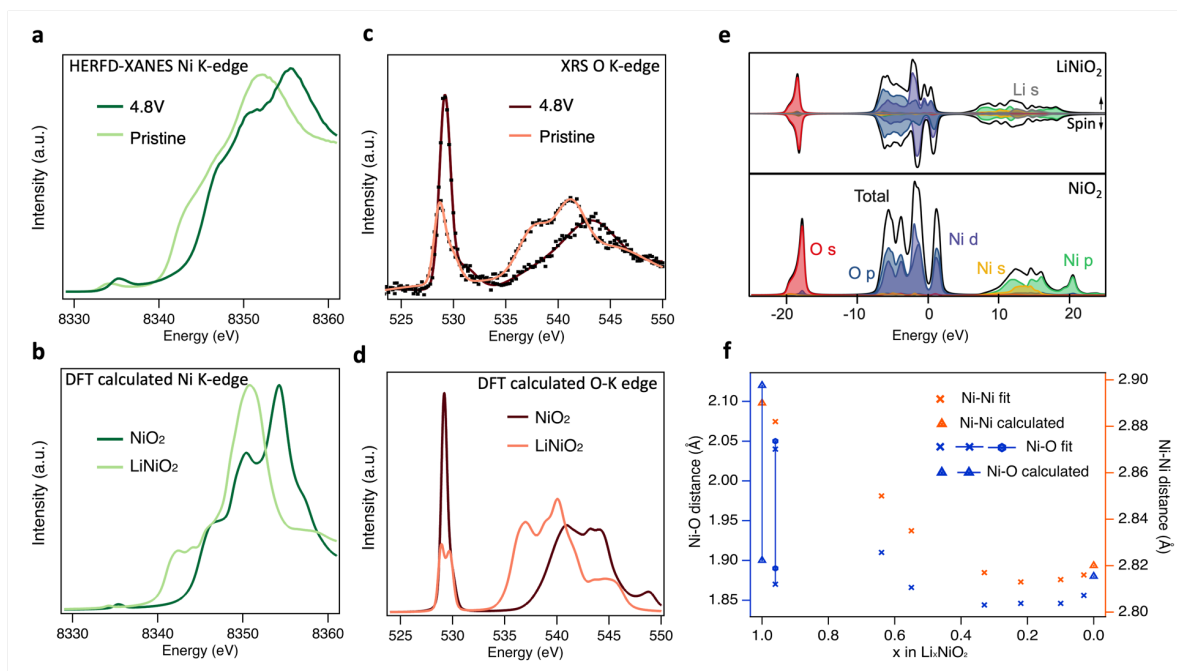 a
HERFD-XANES Ni K-edge
4.8V
Pristine
Intensity (a.u.)
8330 8340 8350 8360
Energy (eV)
b
DFT calculated Ni K-edge
NiO₂
LiNiO₂
Intensity (a.u.)
8330 8340 8350 8360
Energy (eV)
c
XRS O K-edge
4.8V
Pristine
Intensity (a.u.)
525 530 535 540 545 550
Energy (eV)
d
DFT calculated O-K edge
NiO₂
LiNiO₂
Intensity (a.u.)
525 530 535 540 545 550
Energy (eV)
e
LiNiO₂
Li s
Spin
NiO₂
Total
O s
O p
Ni d
Ni s
Ni p
-20 -10 0 10 20
Energy (eV)
f
Ni-Ni fit
Ni-Ni calculated
Ni-O fit
Ni-O calculated
Ni-O distance (Å)
2.10
2.05
2.00
1.95
1.90
1.85
Ni-Ni distance (Å)
2.90
2.88
2.86
2.84
2.82
2.80
1.0 0.8 0.6 0.4 0.2 0.0
x in LiₓNiO₂